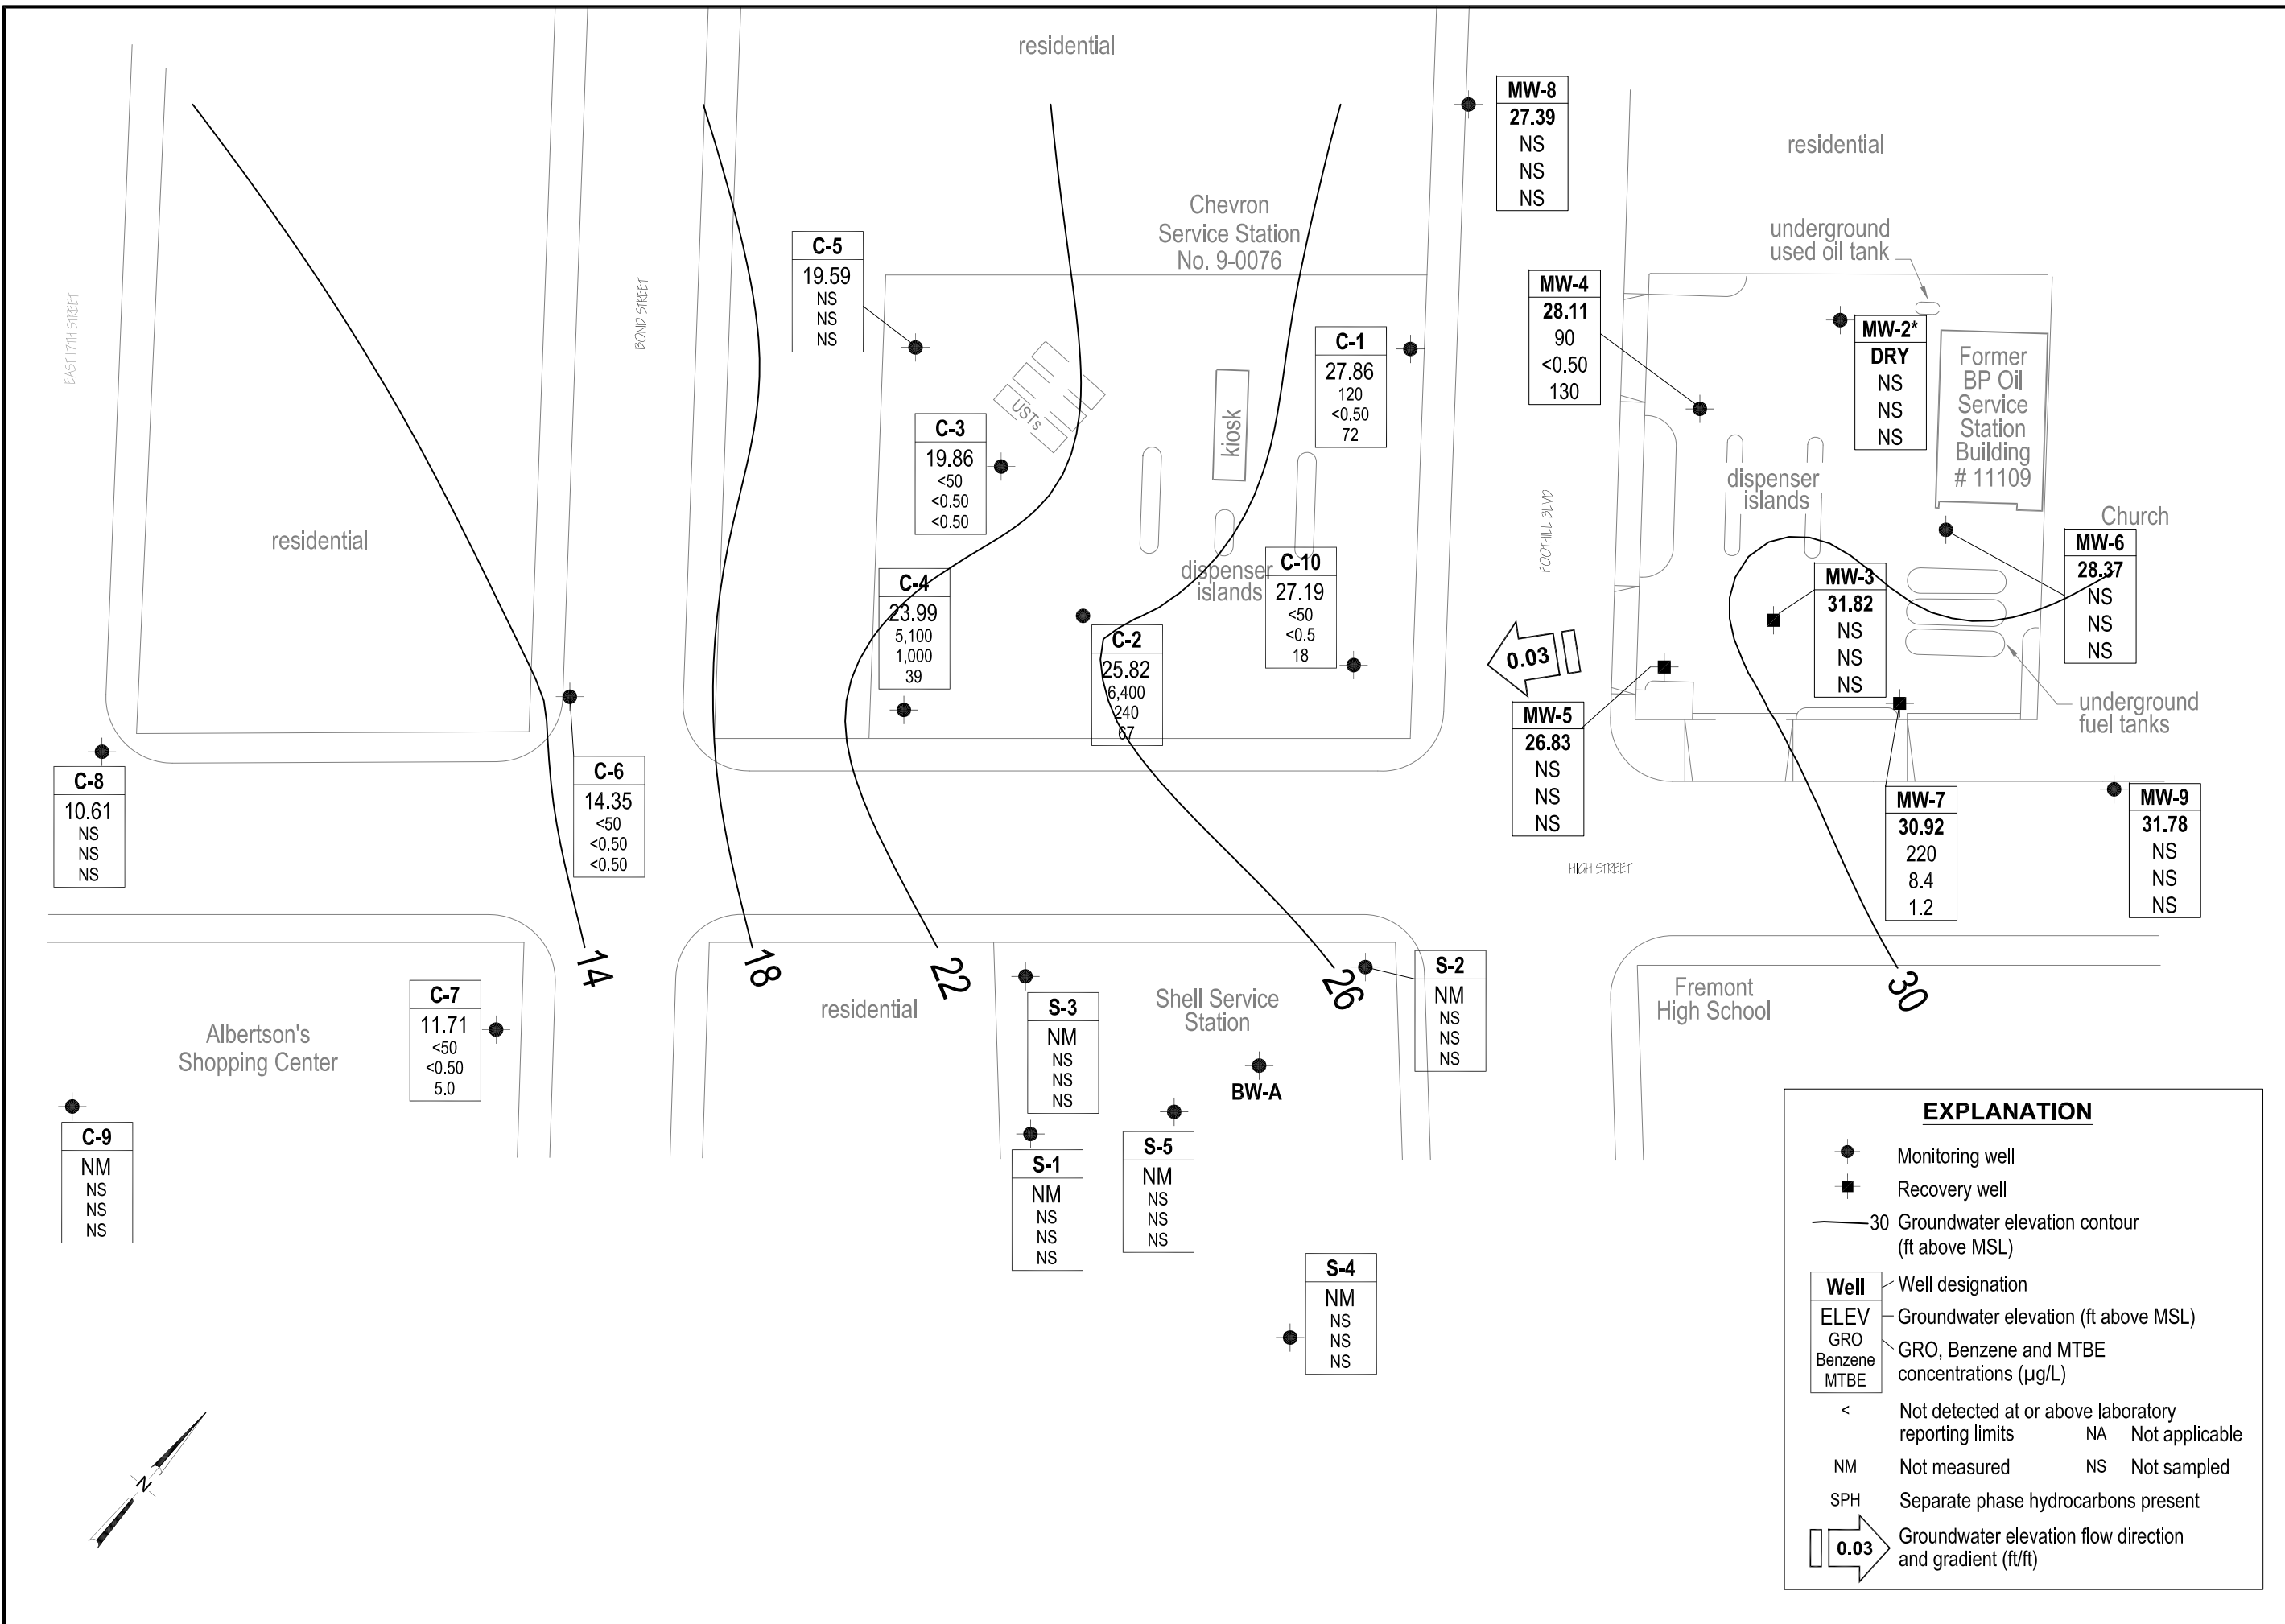 residential
MW-8
27.39
NS
NS
NS
residential
Chevron
Service Station
No. 9-0076
underground
used oil tank
C-5
19.59
NS
NS
NS
MW-4
28.11
90
<0.50
130
EAST 17TH STREET
BOND STREET
C-1
27.86
120
<0.50
72
MW-2*
DRY
NS
NS
NS
Former
BP Oil
Service
Station
Building
# 11109
USTs
kiosk
C-3
19.86
<50
<0.50
<0.50
dispenser
islands
FOOTHILL BLVD
Church
residential
MW-6
28.37
NS
NS
NS
C-4
23.99
5,100
1,000
39
dispenser
islands
C-10
27.19
<50
<0.5
18
MW-3
31.82
NS
NS
NS
C-2
25.82
6,400
240
67
0.03
underground
fuel tanks
MW-5
26.83
NS
NS
NS
C-8
10.61
NS
NS
NS
C-6
14.35
<50
<0.50
<0.50
MW-7
30.92
220
8.4
1.2
MW-9
31.78
NS
NS
NS
HIGH STREET
14
18
22
26
30
C-7
11.71
<50
<0.50
5.0
Albertson's
Shopping Center
residential
S-3
NM
NS
NS
NS
Shell Service
Station
S-2
NM
NS
NS
NS
Fremont
High School
BW-A
C-9
NM
NS
NS
NS
S-1
NM
NS
NS
NS
S-5
NM
NS
NS
NS
S-4
NM
NS
NS
NS
N
EXPLANATION
Monitoring well
Recovery well
30 Groundwater elevation contour
(ft above MSL)
Well
ELEV
GRO
Benzene
MTBE
Well designation
Groundwater elevation (ft above MSL)
GRO, Benzene and MTBE
concentrations (µg/L)
< Not detected at or above laboratory
reporting limits NA Not applicable
NM Not measured NS Not sampled
SPH Separate phase hydrocarbons present
0.03 Groundwater elevation flow direction
and gradient (ft/ft)